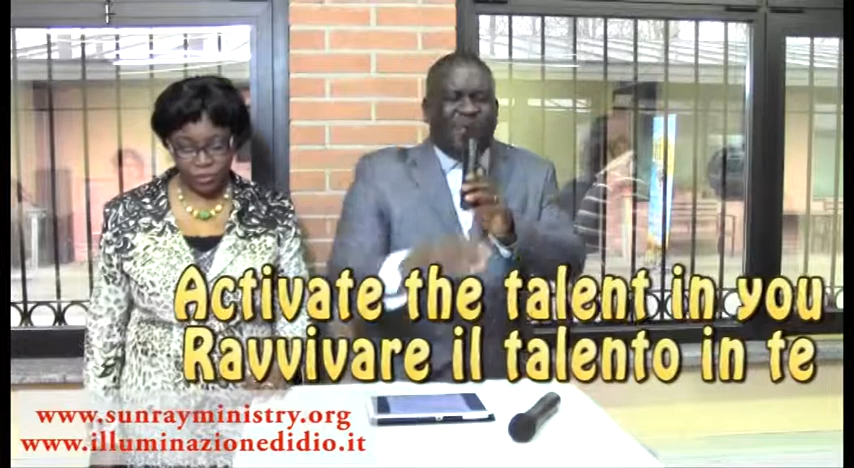 Activate the talent in you
Ravvivare il talento in te
www.sunrayministry.org
www.illuminazionedidio.it